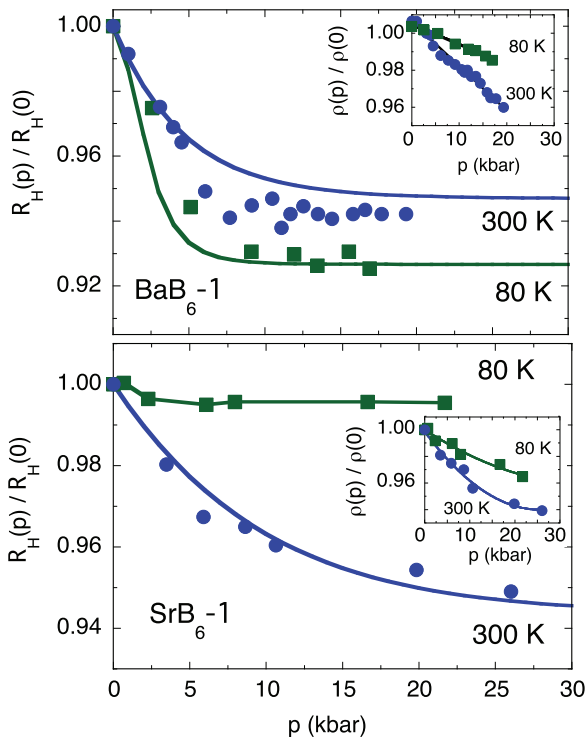 1.00
0.96
0.92
R_H(p) / R_H(0)
BaB_6-1
300 K
80 K
ρ(p) / ρ(0)
1.00
0.98
0.96
80 K
300 K
0 10 20 30
p (kbar)
1.00
0.98
0.96
0.94
R_H(p) / R_H(0)
80 K
SrB_6-1
300 K
ρ(p) / ρ(0)
1.00
0.96
80 K
300 K
0 10 20 30
p (kbar)
0 5 10 15 20 25 30
p (kbar)